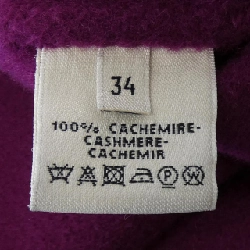 34
100% CACHEMIRE-
CASHMERE-
CACHEMIR